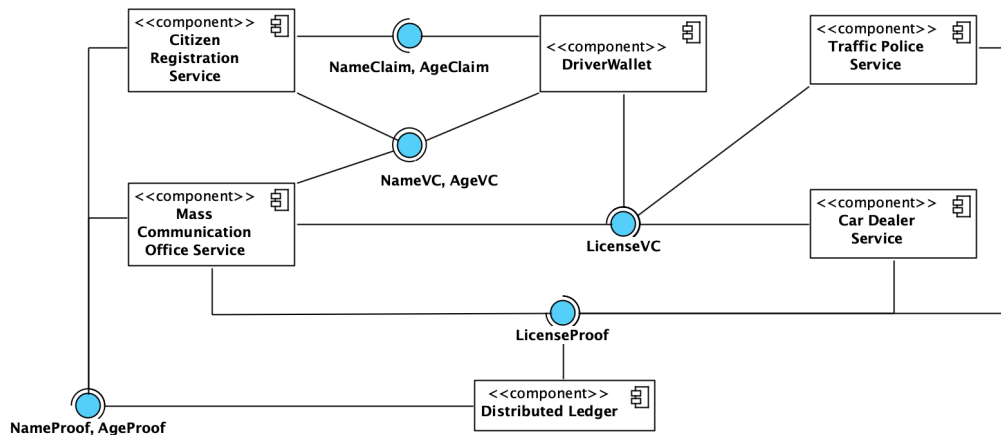 <<component>>
Citizen
Registration
Service
NameClaim, AgeClaim
<<component>>
DriverWallet
<<component>>
Traffic Police
Service
NameVC, AgeVC
<<component>>
Mass
Communication
Office Service
LicenseVC
<<component>>
Car Dealer
Service
LicenseProof
<<component>>
Distributed Ledger
NameProof, AgeProof